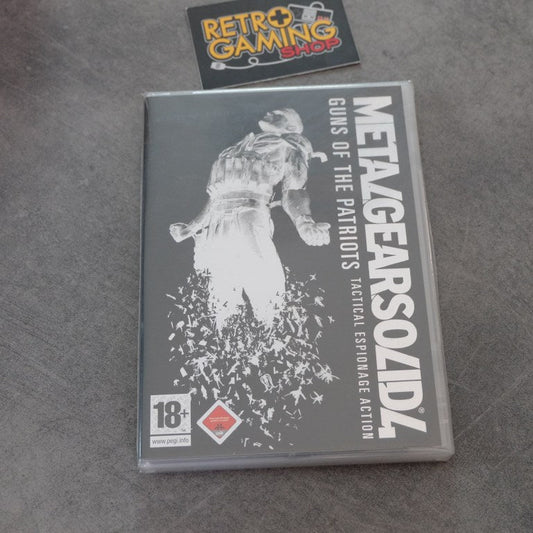 RETRO
GAMING
SHOP
METAL GEAR SOLID 4
®
GUNS OF THE PATRIOTS
TACTICAL ESPIONAGE ACTION
18+
www.pegi.info